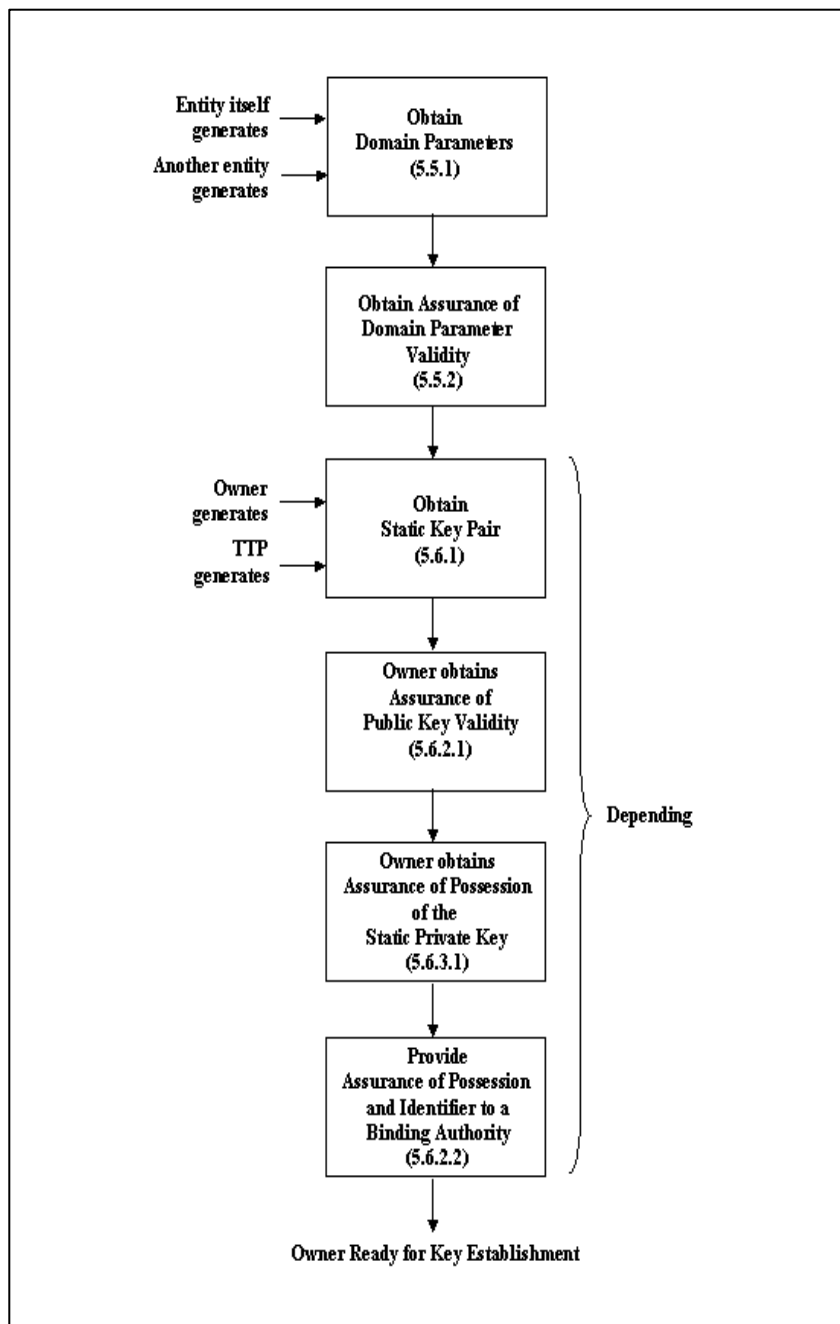 Entity itself
generates
Another entity
generates
Obtain
Domain Parameters
(5.5.1)
Obtain Assurance of
Domain Parameter
Validity
(5.5.2)
Owner
generates
TTP
generates
Obtain
Static Key Pair
(5.6.1)
Owner obtains
Assurance of
Public Key Validity
(5.6.2.1)
Depending
Owner obtains
Assurance of Possession
of the
Static Private Key
(5.6.3.1)
Provide
Assurance of Possession
and Identifier to a
Binding Authority
(5.6.2.2)
Owner Ready for Key Establishment